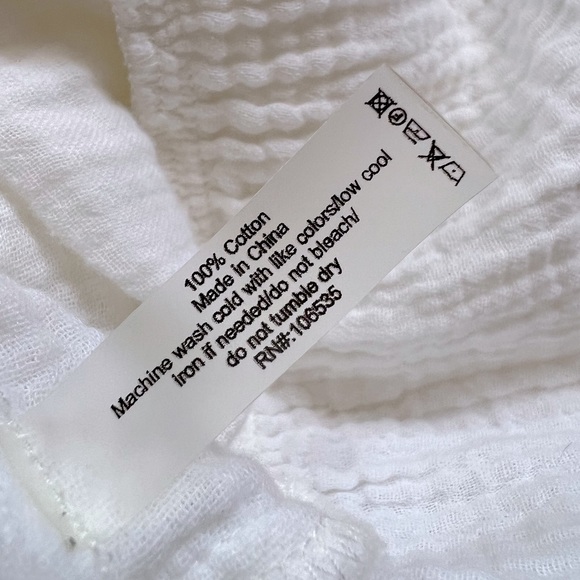 100% Cotton
Made in China
Machine wash cold with like colors/low cool
iron if needed/do not bleach/
do not tumble dry
RN#:106535